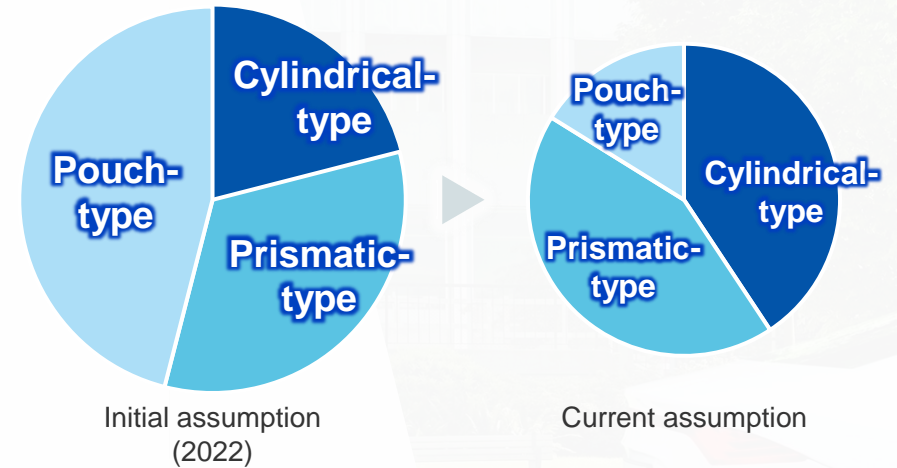 Cylindrical-
type
Pouch-
type
Prismatic-
type
Initial assumption
(2022)
Pouch-
type
Cylindrical-
type
Prismatic-
type
Current assumption